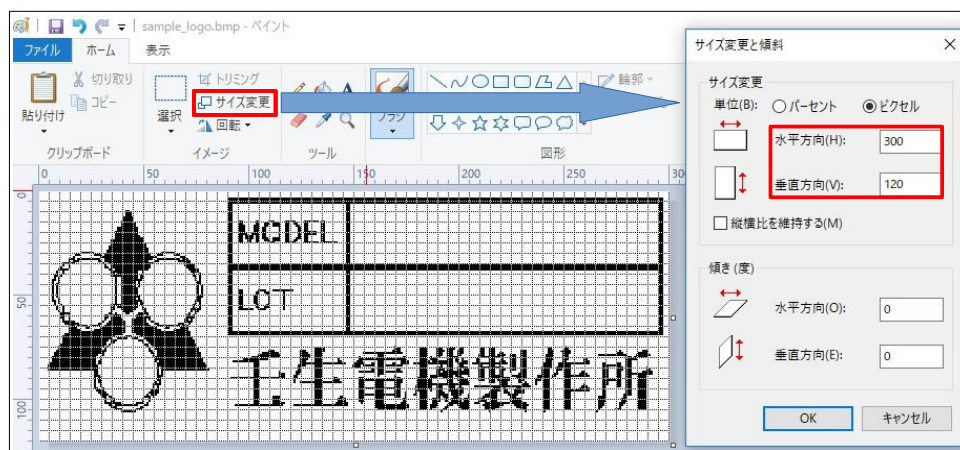 sample_logo.bmp - ペイント
ファイル ホーム 表示
貼り付け
切り取り
コピー
クリップボード
選択
トリミング
サイズ変更
回転
イメージ
ツール
ブラシ
輪郭
図形
0 50 100 150 200 250 300
0
50
100
MODEL
LOT
壬生電機製作所
サイズ変更と傾斜
サイズ変更
単位(B): パーセント ピクセル
水平方向(H): 300
垂直方向(V): 120
縦横比を維持する(M)
傾き (度)
水平方向(O): 0
垂直方向(E): 0
OK キャンセル